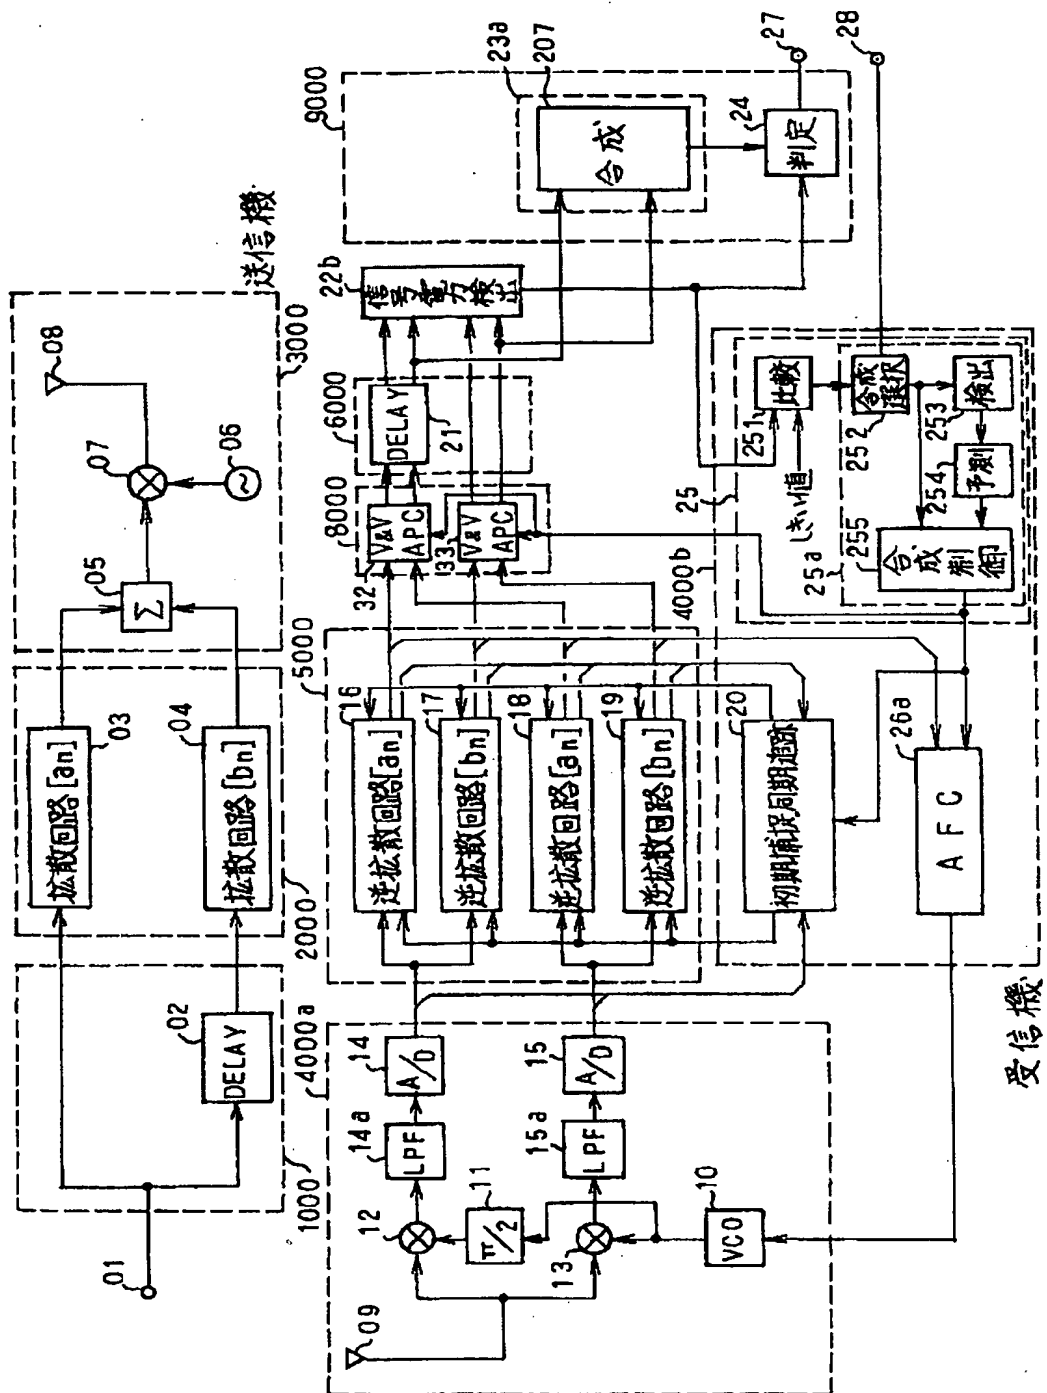 送信機
01
1000
02
DELAY
2000
03
拡散回路[an]
04
拡散回路[bn]
3000
05
Σ
07
06
08
受信機
4000a
09
12
13
11
π/2
10
VCO
14a
LPF
15a
LPF
14
A/D
15
A/D
5000
16
逆拡散回路[an]
17
逆拡散回路[bn]
18
逆拡散回路[an]
19
逆拡散回路[bn]
4000b
20
初期捕捉同期追跡
26a
AFC
8000
32
V&V
APC
33
V&V
APC
6000
DELAY
21
22b
信号電力検出
9000
23a
207
合成
24
判定
27
28
25
251
比較
しきい値
25a
252
合成
選択
253
検出
254
予測
255
合成
制御